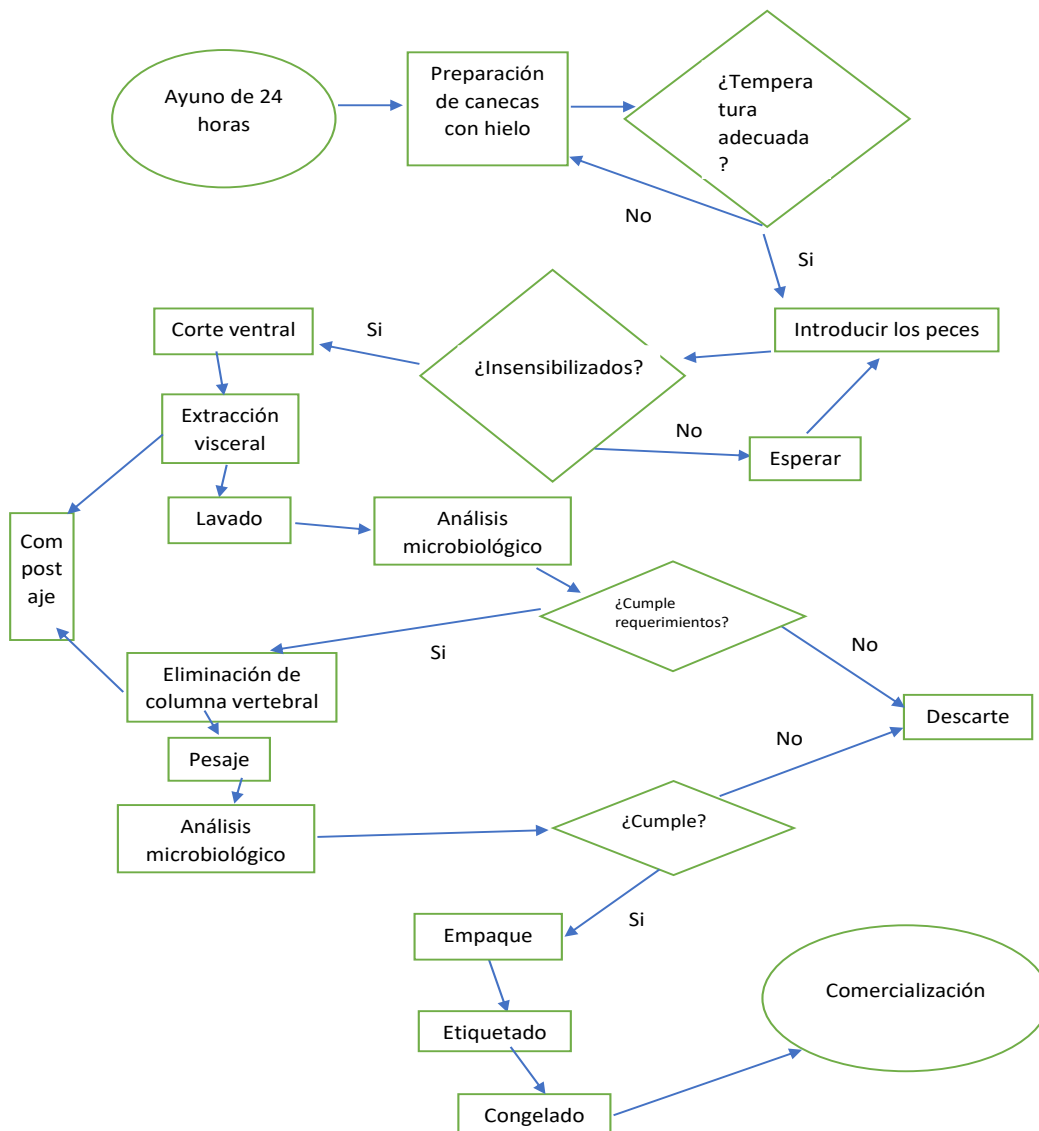 Ayuno de 24
horas
Preparación
de canecas
con hielo
¿Tempera
tura
adecuada
?
No
Si
Introducir los peces
¿Insensibilizados?
Si
Corte ventral
No
Esperar
Extracción
visceral
Lavado
Análisis
microbiológico
Com
post
aje
¿Cumple
requerimientos?
Si
No
Eliminación de
columna vertebral
Descarte
Pesaje
No
Análisis
microbiológico
¿Cumple?
Si
Empaque
Etiquetado
Congelado
Comercialización